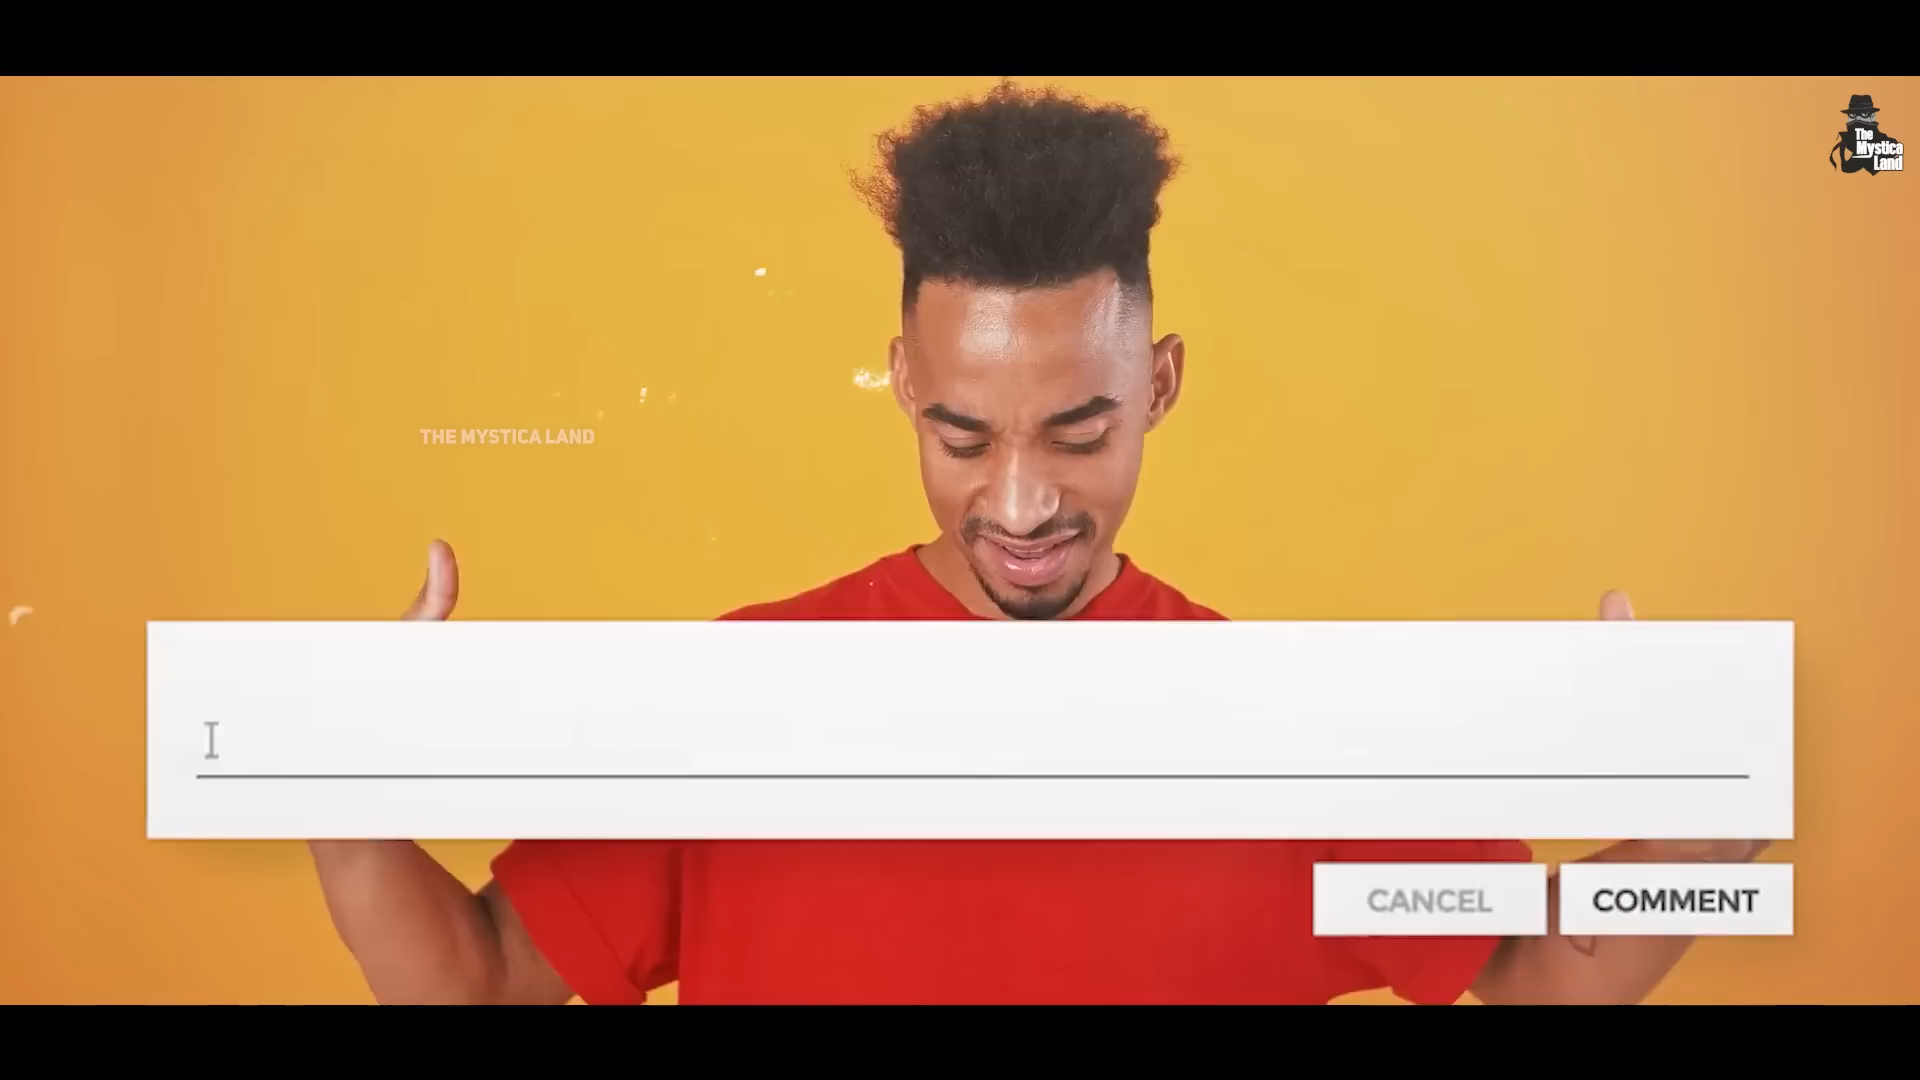 The
Mystica
Land
THE MYSTICA LAND
CANCEL
COMMENT